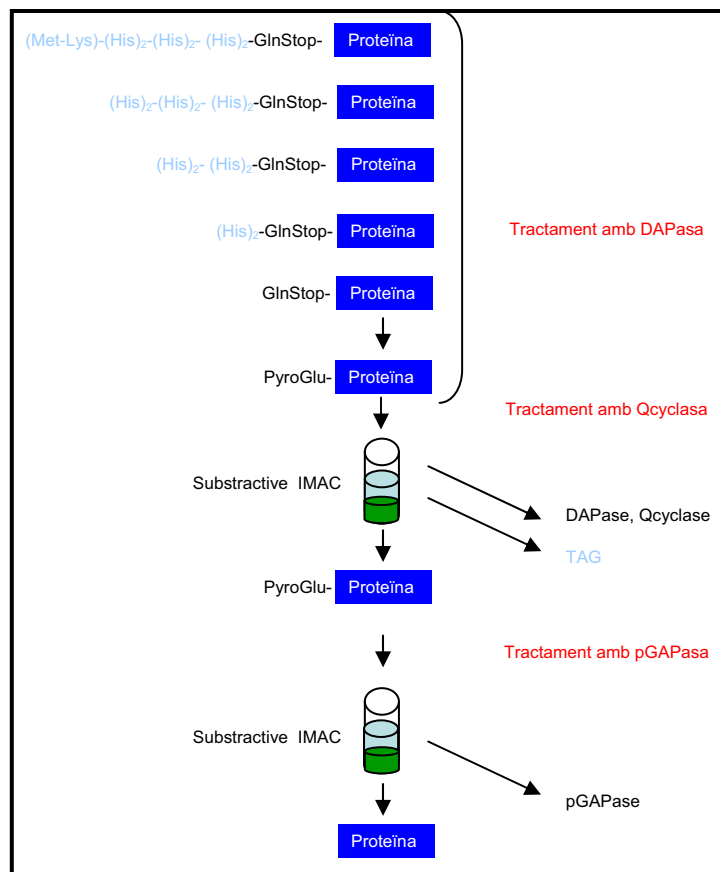 (Met-Lys)-(His)₂-(His)₂- (His)₂-GlnStop- Proteïna
(His)₂-(His)₂- (His)₂-GlnStop- Proteïna
(His)₂- (His)₂-GlnStop- Proteïna
(His)₂-GlnStop- Proteïna
Tractament amb DAPasa
GlnStop- Proteïna
PyroGlu- Proteïna
Tractament amb Qcyclasa
Substractive IMAC
DAPase, Qcyclase
TAG
PyroGlu- Proteïna
Tractament amb pGAPasa
Substractive IMAC
pGAPase
Proteïna